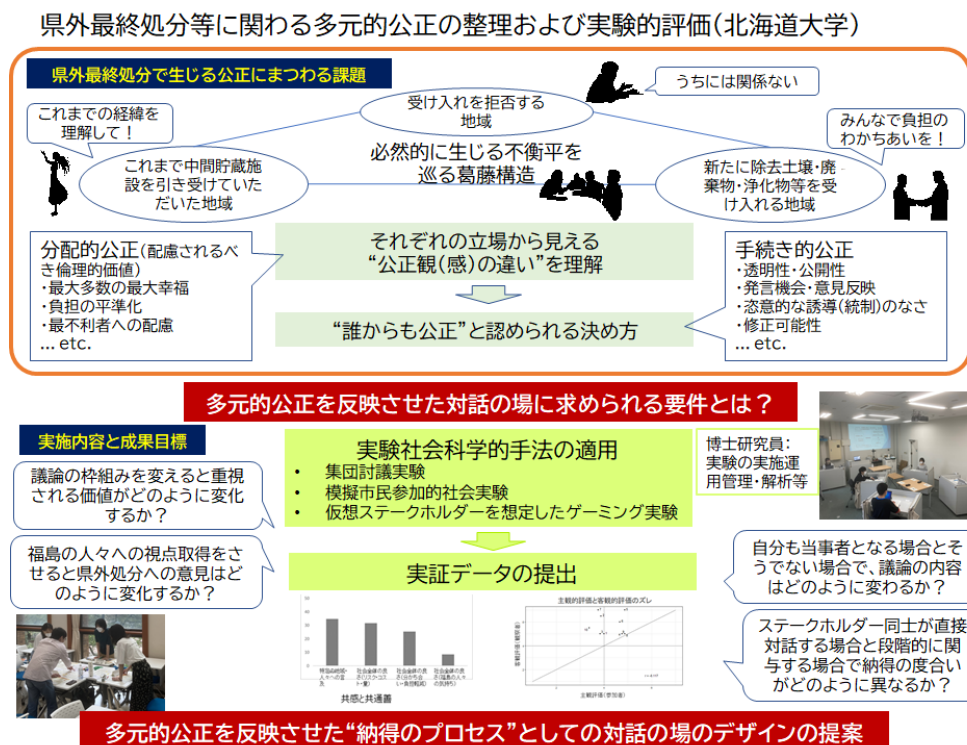 県外最終処分等に関わる多元的公正の整理および実験的評価(北海道大学)
県外最終処分で生じる公正にまつわる課題
うちには関係ない
受け入れを拒否する
地域
これまでの経緯を
理解して！
みんなで負担の
わかちあいを！
必然的に生じる不衡平を
巡る葛藤構造
これまで中間貯蔵施
設を引き受けていた
だいた地域
新たに除去土壌・廃
棄物・浄化物等を受
け入れる地域
分配的公正(配慮されるべ
き倫理的価値)
・最大多数の最大幸福
・負担の平準化
・最不利者への配慮
... etc.
それぞれの立場から見える
“公正観(感)の違い”を理解
“誰からも公正”と認められる決め方
手続き的公正
・透明性・公開性
・発言機会・意見反映
・恣意的な誘導(統制)のなさ
・修正可能性
... etc.
多元的公正を反映させた対話の場に求められる要件とは？
実施内容と成果目標
議論の枠組みを変えると重視
される価値がどのように変化
するか？
福島の人々への視点取得をさ
せると県外処分への意見はど
のように変化するか？
実験社会科学的手法の適用
• 集団討議実験
• 模擬市民参加的社会実験
• 仮想ステークホルダーを想定したゲーミング実験
博士研究員：
実験の実施運
用管理・解析等
実証データの提出
自分も当事者となる場合とそ
うでない場合で、議論の内容
はどのように変わるか？
ステークホルダー同士が直接
対話する場合と段階的に関
与する場合で納得の度合い
がどのように異なるか？
50
40
30
20
10
0
共感と共通善
主観的評価と客観的評価のズレ
客観評価(観察者)
主観評価(参加者)
多元的公正を反映させた“納得のプロセス”としての対話の場のデザインの提案